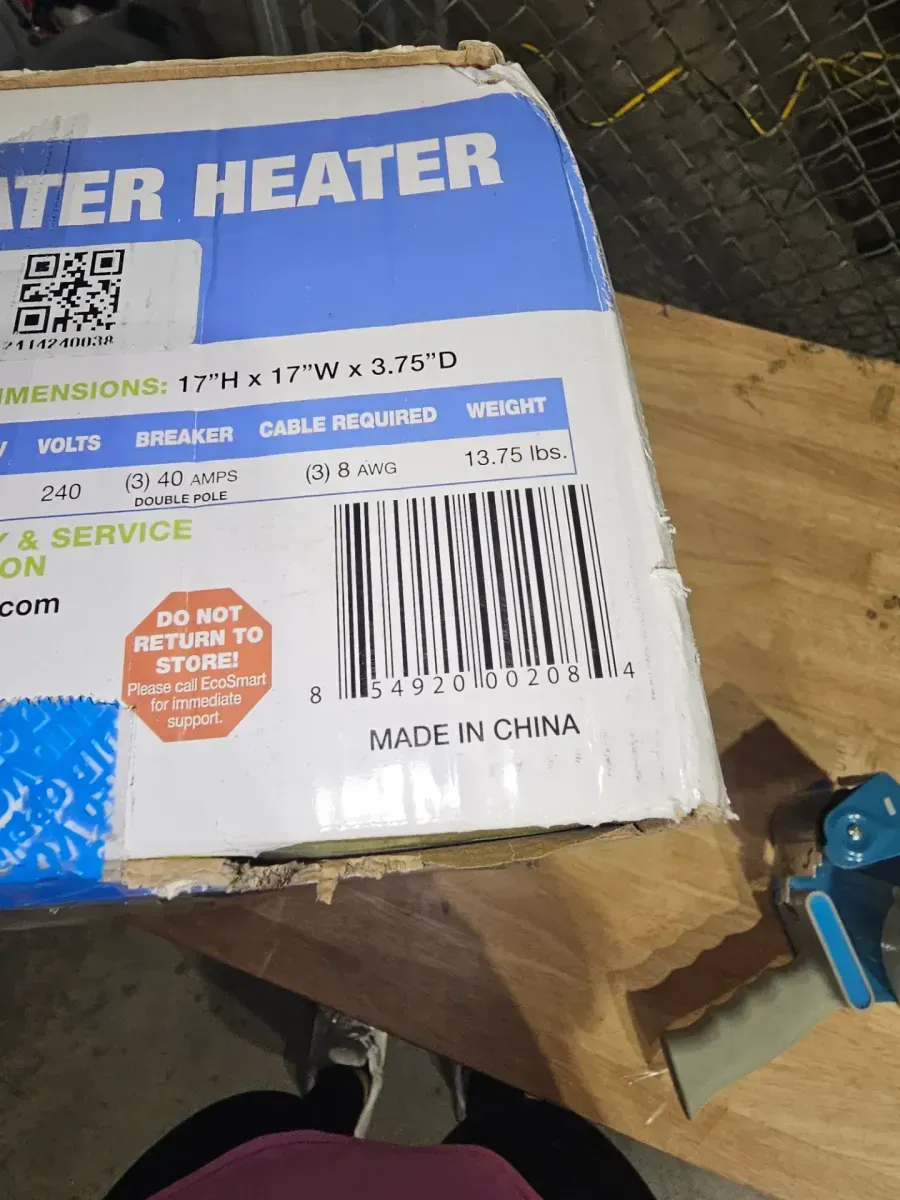 ATER HEATER
2414240038
IMENSIONS: 17”H x 17”W x 3.75”D
VOLTS BREAKER CABLE REQUIRED WEIGHT
240 (3) 40 AMPS (3) 8 AWG 13.75 lbs.
DOUBLE POLE
Y & SERVICE
ON
.com
DO NOT
RETURN TO
STORE!
Please call EcoSmart
for immediate
support.
8 54920 00208 4
MADE IN CHINA